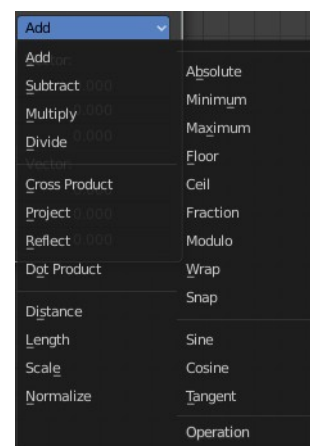 Add
Add
Subtract
Multiply
Divide
Cross Product
Project
Reflect
Dot Product
Distance
Length
Scale
Normalize
Absolute
Minimum
Maximum
Floor
Ceil
Fraction
Modulo
Wrap
Snap
Sine
Cosine
Tangent
Operation